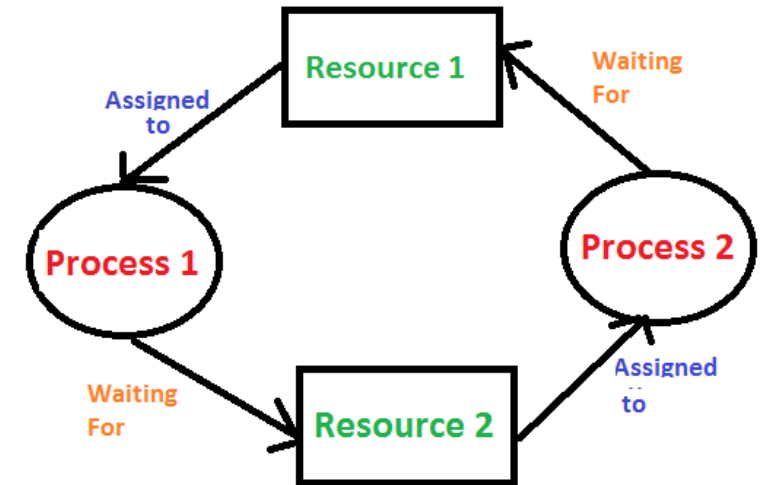 Resource 1
Waiting
For
Assigned
to
Process 1
Process 2
Waiting
For
Resource 2
Assigned
to